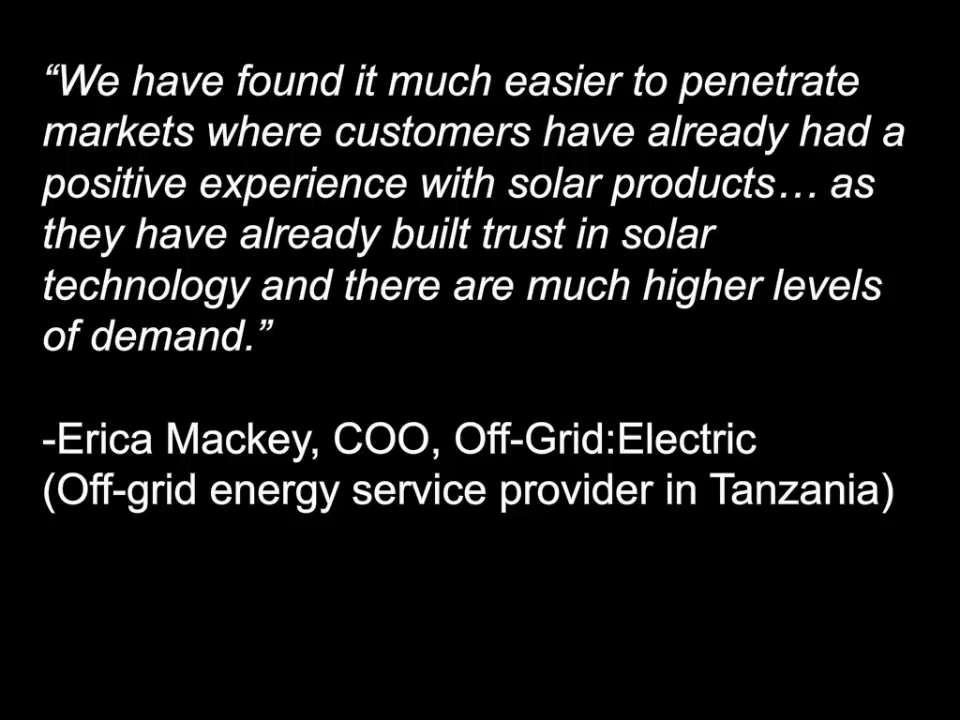 “We have found it much easier to penetrate
markets where customers have already had a
positive experience with solar products… as
they have already built trust in solar
technology and there are much higher levels
of demand.”
-Erica Mackey, COO, Off-Grid:Electric
(Off-grid energy service provider in Tanzania)